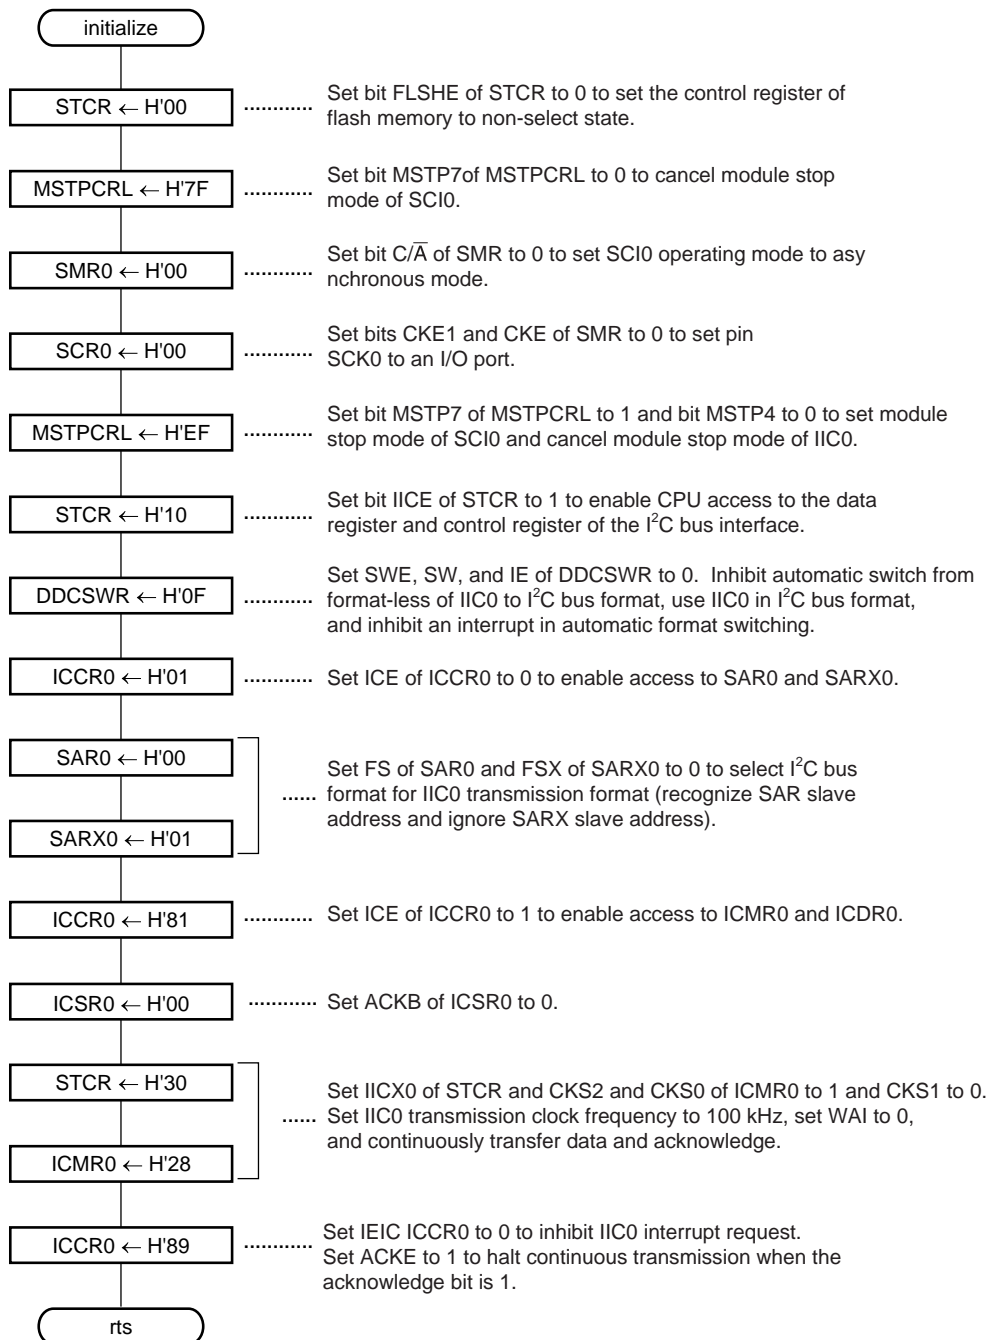 initialize
STCR ← H'00
............ Set bit FLSHE of STCR to 0 to set the control register of
flash memory to non-select state.
MSTPCRL ← H'7F
............ Set bit MSTP7of MSTPCRL to 0 to cancel module stop
mode of SCI0.
SMR0 ← H'00
............ Set bit C/A̅ of SMR to 0 to set SCI0 operating mode to asy
nchronous mode.
SCR0 ← H'00
............ Set bits CKE1 and CKE of SMR to 0 to set pin
SCK0 to an I/O port.
MSTPCRL ← H'EF
............ Set bit MSTP7 of MSTPCRL to 1 and bit MSTP4 to 0 to set module
stop mode of SCI0 and cancel module stop mode of IIC0.
STCR ← H'10
............ Set bit IICE of STCR to 1 to enable CPU access to the data
register and control register of the I²C bus interface.
DDCSWR ← H'0F
............ Set SWE, SW, and IE of DDCSWR to 0. Inhibit automatic switch from
format-less of IIC0 to I²C bus format, use IIC0 in I²C bus format,
and inhibit an interrupt in automatic format switching.
ICCR0 ← H'01
............ Set ICE of ICCR0 to 0 to enable access to SAR0 and SARX0.
SAR0 ← H'00
SARX0 ← H'01
...... Set FS of SAR0 and FSX of SARX0 to 0 to select I²C bus
format for IIC0 transmission format (recognize SAR slave
address and ignore SARX slave address).
ICCR0 ← H'81
............ Set ICE of ICCR0 to 1 to enable access to ICMR0 and ICDR0.
ICSR0 ← H'00
............ Set ACKB of ICSR0 to 0.
STCR ← H'30
ICMR0 ← H'28
...... Set IICX0 of STCR and CKS2 and CKS0 of ICMR0 to 1 and CKS1 to 0.
Set IIC0 transmission clock frequency to 100 kHz, set WAI to 0,
and continuously transfer data and acknowledge.
ICCR0 ← H'89
............ Set IEIC ICCR0 to 0 to inhibit IIC0 interrupt request.
Set ACKE to 1 to halt continuous transmission when the
acknowledge bit is 1.
rts